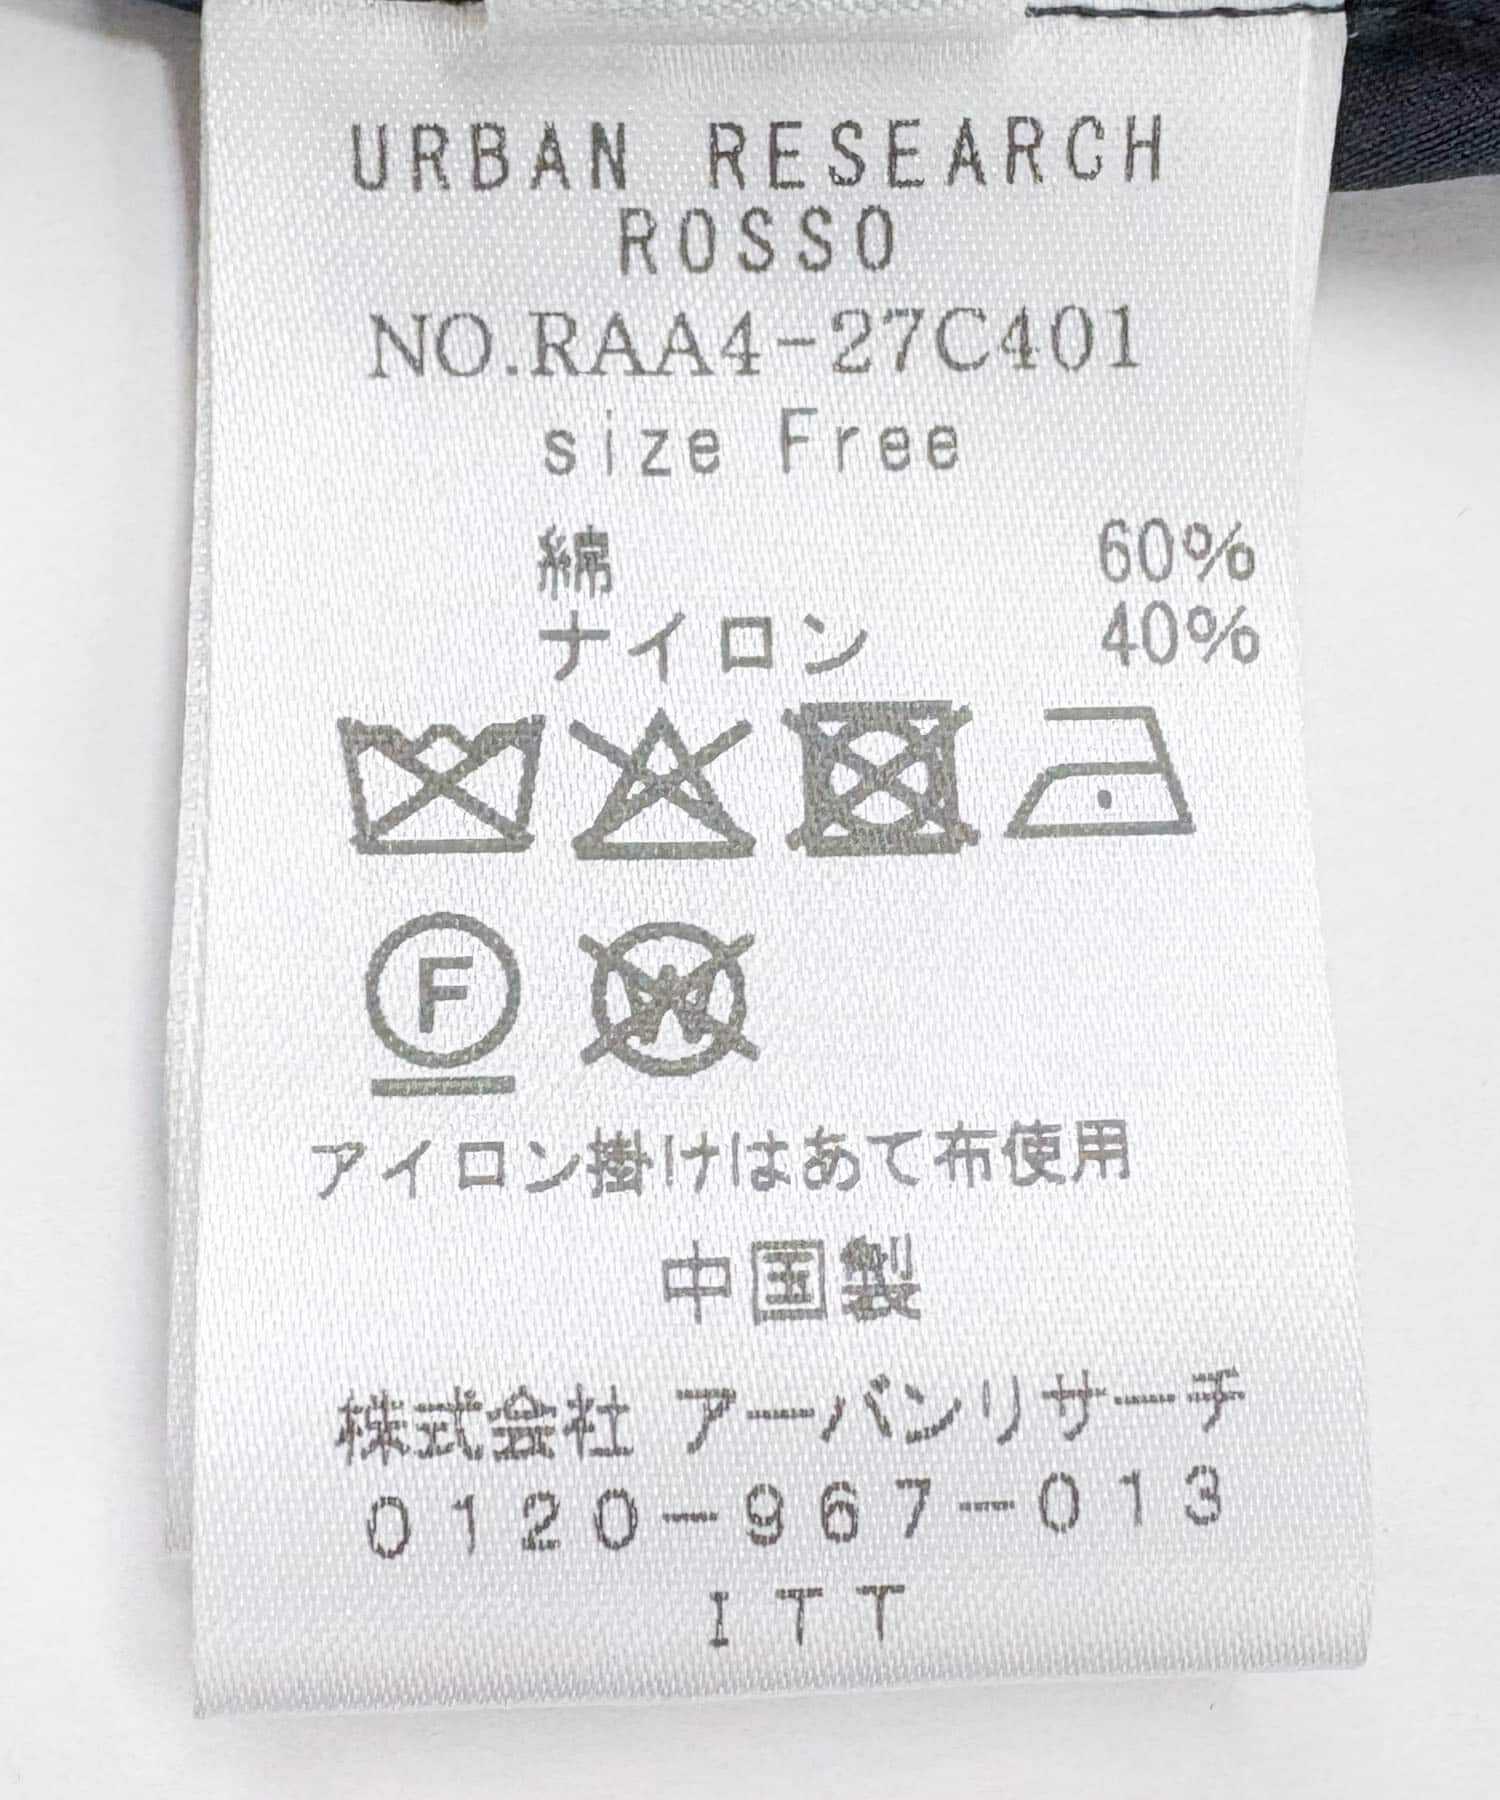 URBAN RESEARCH
ROSSO
NO.RAA4-27C401
size Free
綿 60%
ナイロン 40%
F
W
アイロン掛けはあて布使用
中国製
株式会社 アーバンリサーチ
0120-967-013
ITT